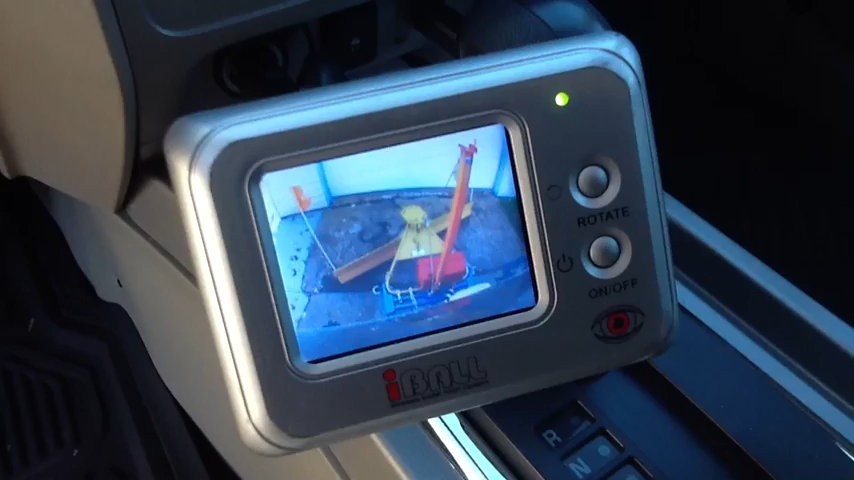 ROTATE
ON/OFF
iBALL
R
N